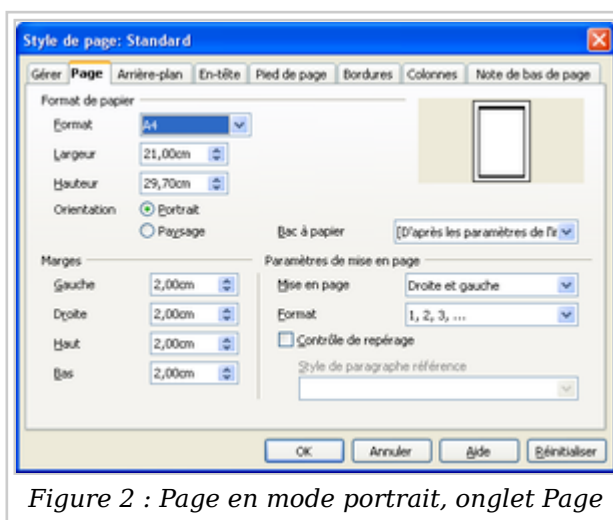 Style de page: Standard
Gérer Page Arrière-plan En-tête Pied de page Bordures Colonnes Note de bas de page
Format de papier
Format A4
Largeur 21,00cm
Hauteur 29,70cm
Orientation Portrait
Paysage Bac à papier [D'après les paramètres de l'ir
Marges Paramètres de mise en page
Gauche 2,00cm Mise en page Droite et gauche
Droite 2,00cm Format 1, 2, 3, ...
Haut 2,00cm Contrôle de repérage
Bas 2,00cm Style de paragraphe référence
OK Annuler Aide Réinitialiser
Figure 2 : Page en mode portrait, onglet Page